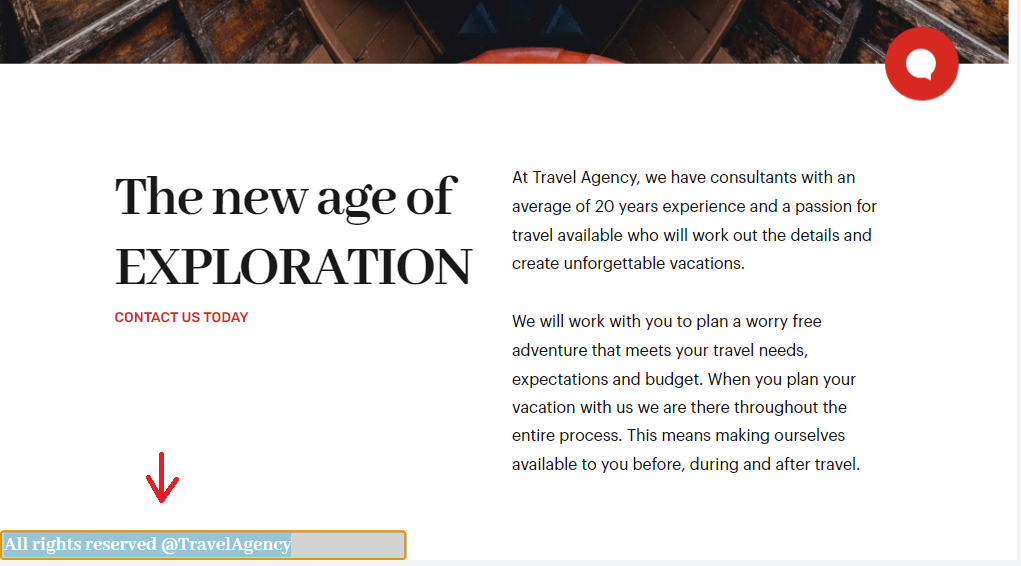 The new age of
EXPLORATION
CONTACT US TODAY
At Travel Agency, we have consultants with an
average of 20 years experience and a passion for
travel available who will work out the details and
create unforgettable vacations.
We will work with you to plan a worry free
adventure that meets your travel needs,
expectations and budget. When you plan your
vacation with us we are there throughout the
entire process. This means making ourselves
available to you before, during and after travel.
All rights reserved @TravelAgency